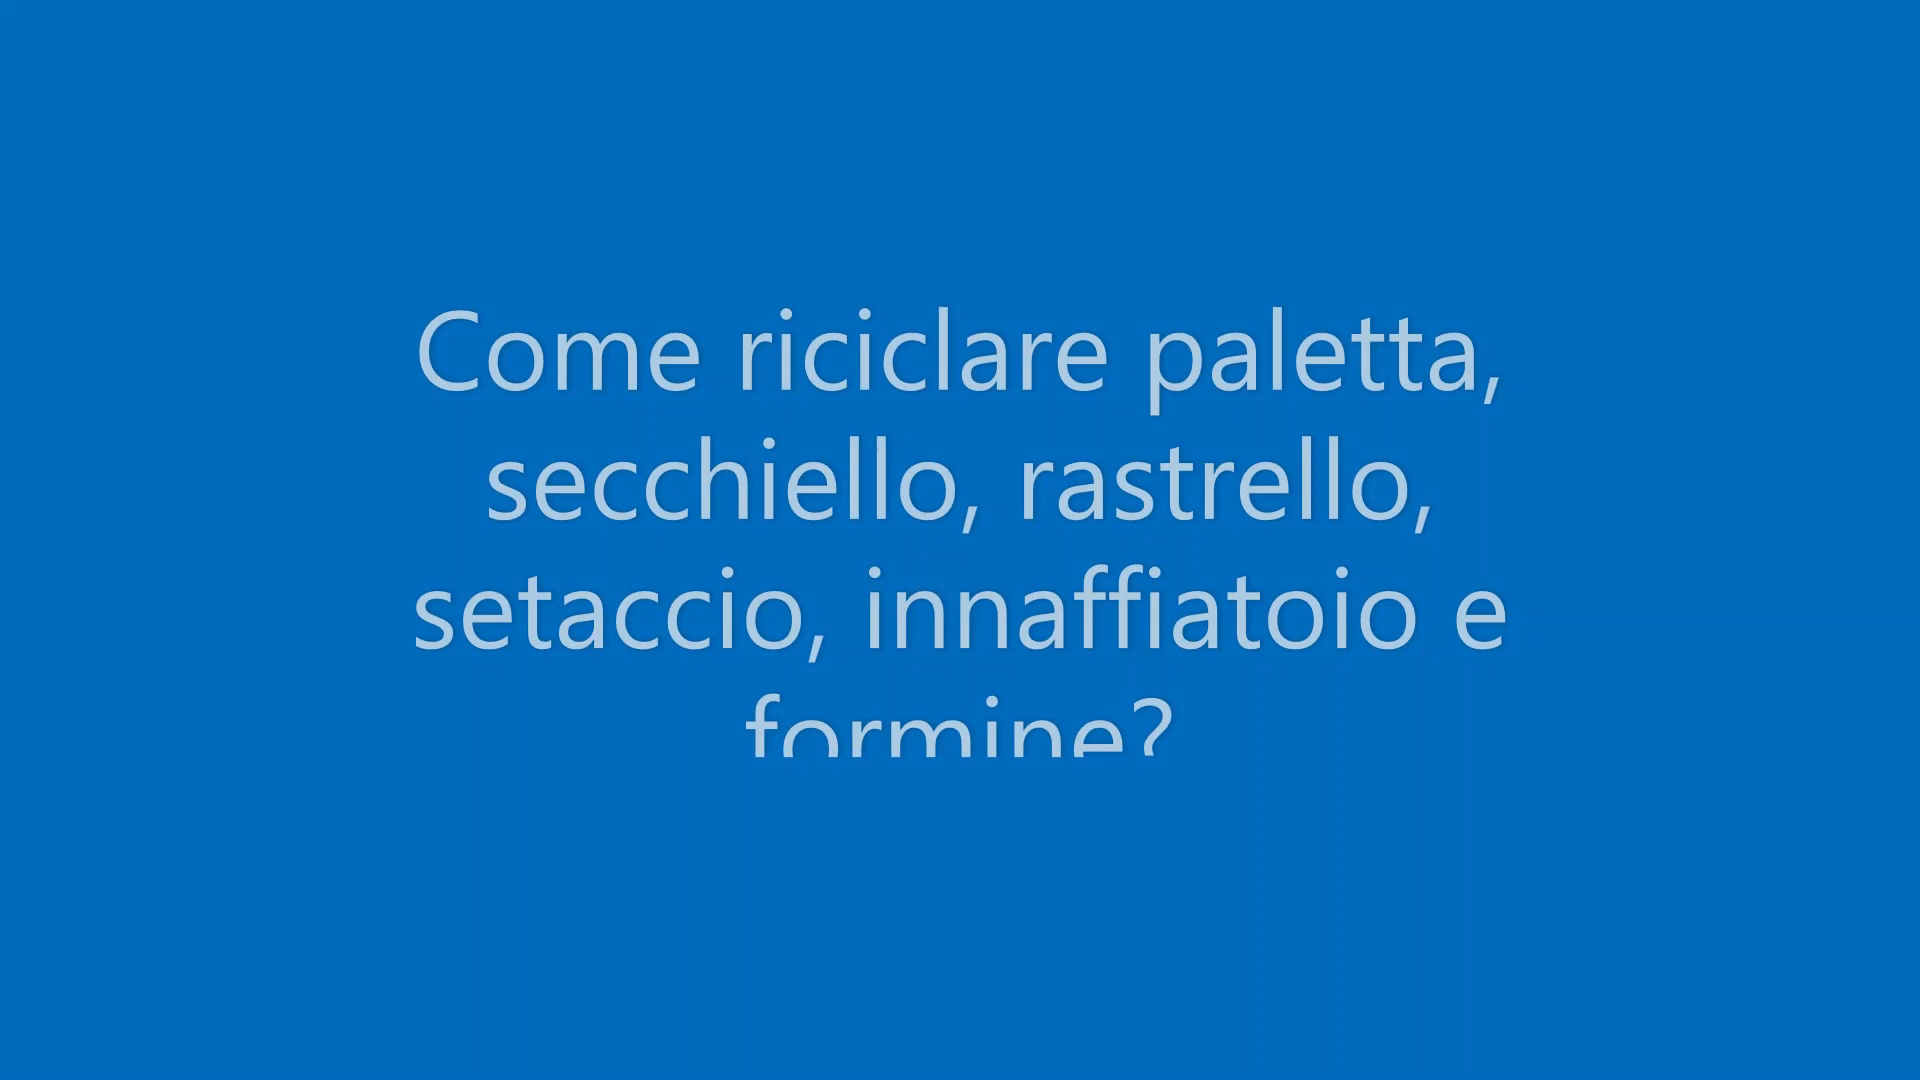 Come riciclare paletta,
secchiello, rastrello,
setaccio, innaffiatoio e
formine?